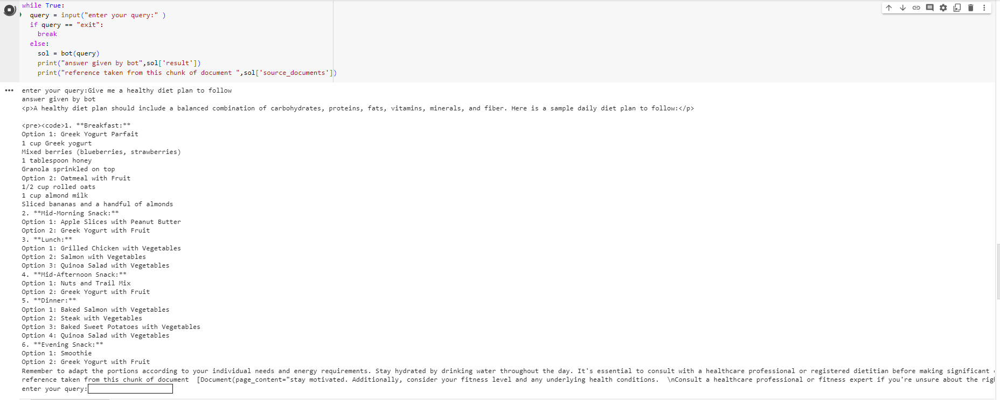 while True:
  query = input("enter your query:" )
  if query == "exit":
    break
  else:
    sol = bot(query)
    print("answer given by bot",sol['result'])
    print("reference taken from this chunk of document ",sol['source_documents'])
enter your query:Give me a healthy diet plan to follow
answer given by bot
<p>A healthy diet plan should include a balanced combination of carbohydrates, proteins, fats, vitamins, minerals, and fiber. Here is a sample daily diet plan to follow:</p>
<pre><code>1. **Breakfast:**
Option 1: Greek Yogurt Parfait
1 cup Greek yogurt
Mixed berries (blueberries, strawberries)
1 tablespoon honey
Granola sprinkled on top
Option 2: Oatmeal with Fruit
1/2 cup rolled oats
1 cup almond milk
Sliced bananas and a handful of almonds
2. **Mid-Morning Snack:**
Option 1: Apple Slices with Peanut Butter
Option 2: Greek Yogurt with Fruit
3. **Lunch:**
Option 1: Grilled Chicken with Vegetables
Option 2: Salmon with Vegetables
Option 3: Quinoa Salad with Vegetables
4. **Mid-Afternoon Snack:**
Option 1: Nuts and Trail Mix
Option 2: Greek Yogurt with Fruit
5. **Dinner:**
Option 1: Baked Salmon with Vegetables
Option 2: Steak with Vegetables
Option 3: Baked Sweet Potatoes with Vegetables
Option 4: Quinoa Salad with Vegetables
6. **Evening Snack:**
Option 1: Smoothie
Option 2: Greek Yogurt with Fruit
Remember to adapt the portions according to your individual needs and energy requirements. Stay hydrated by drinking water throughout the day. It's essential to consult with a healthcare professional or registered dietitian before making significant
reference taken from this chunk of document  [Document(page_content="stay motivated. Additionally, consider your fitness level and any underlying health conditions.  \nConsult a healthcare professional or fitness expert if you're unsure about the
enter your query: